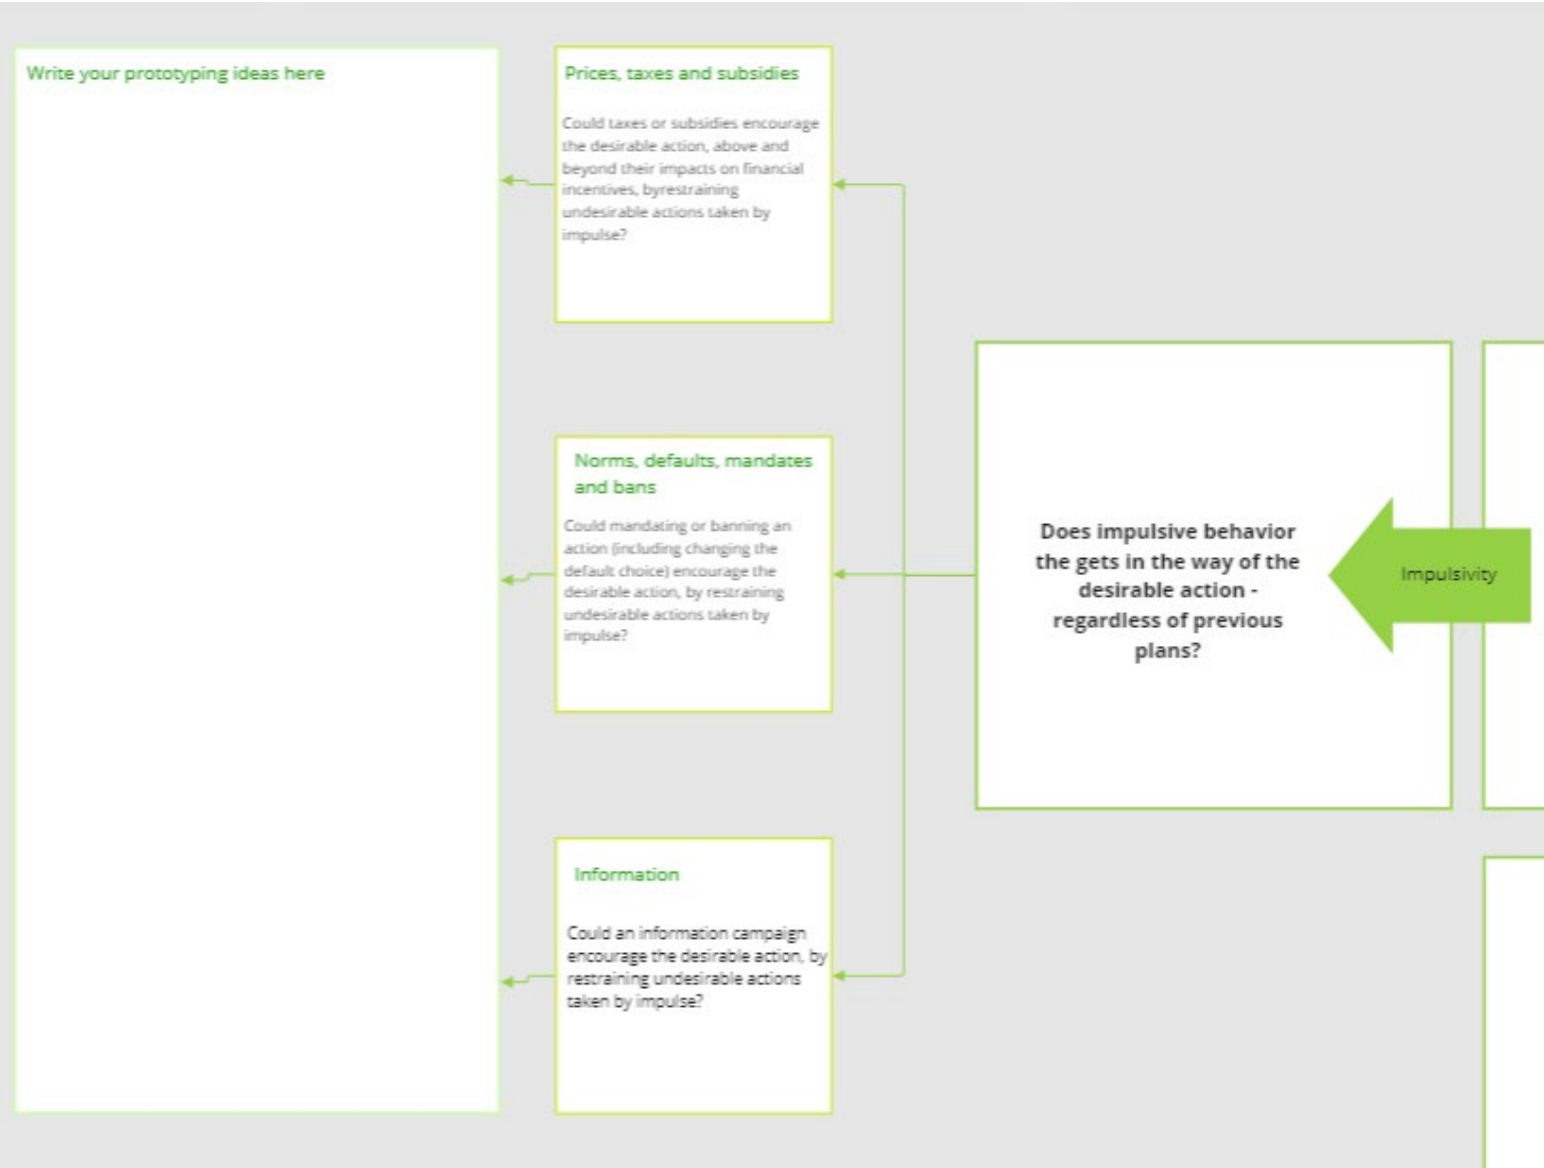 Write your prototyping ideas here
Prices, taxes and subsidies
Could taxes or subsidies encourage
the desirable action, above and
beyond their impacts on financial
incentives, byrestraining
undesirable actions taken by
impulse?
Norms, defaults, mandates
and bans
Could mandating or banning an
action (including changing the
default choice) encourage the
desirable action, by restraining
undesirable actions taken by
impulse?
Information
Could an information campaign
encourage the desirable action, by
restraining undesirable actions
taken by impulse?
Does impulsive behavior
the gets in the way of the
desirable action -
regardless of previous
plans?
Impulsivity